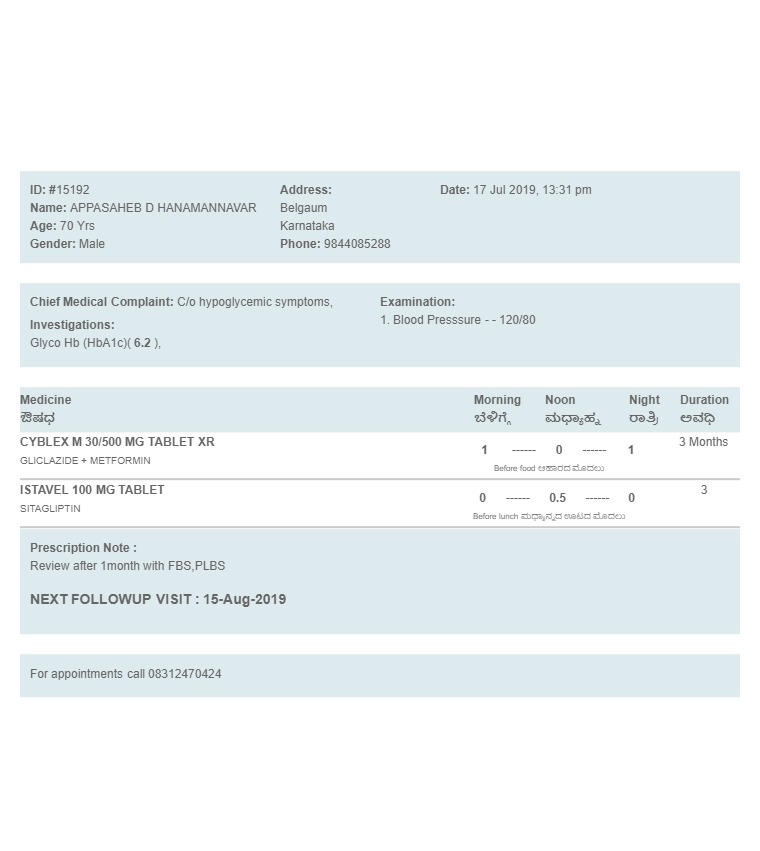 ID: #15192
Name: APPASAHEB D HANAMANNAVAR
Age: 70 Yrs
Gender: Male
Address:
Belgaum
Karnataka
Phone: 9844085288
Date: 17 Jul 2019, 13:31 pm
Chief Medical Complaint: C/o hypoglycemic symptoms,
Investigations:
Glyco Hb (HbA1c)( 6.2 ),
Examination:
1. Blood Presssure - - 120/80
Medicine Morning Noon Night Duration
ಔಷಧ ಬೆಳಿಗ್ಗೆ ಮಧ್ಯಾಹ್ನ ರಾತ್ರಿ ಅವಧಿ
CYBLEX M 30/500 MG TABLET XR 1 ------ 0 ------ 1 3 Months
GLICLAZIDE + METFORMIN Before food ಆಹಾರದ ಮೊದಲು
ISTAVEL 100 MG TABLET 0 ------ 0.5 ------ 0 3
SITAGLIPTIN Before lunch ಮಧ್ಯಾಹ್ನದ ಊಟದ ಮೊದಲು
Prescription Note :
Review after 1month with FBS,PLBS
NEXT FOLLOWUP VISIT : 15-Aug-2019
For appointments call 08312470424